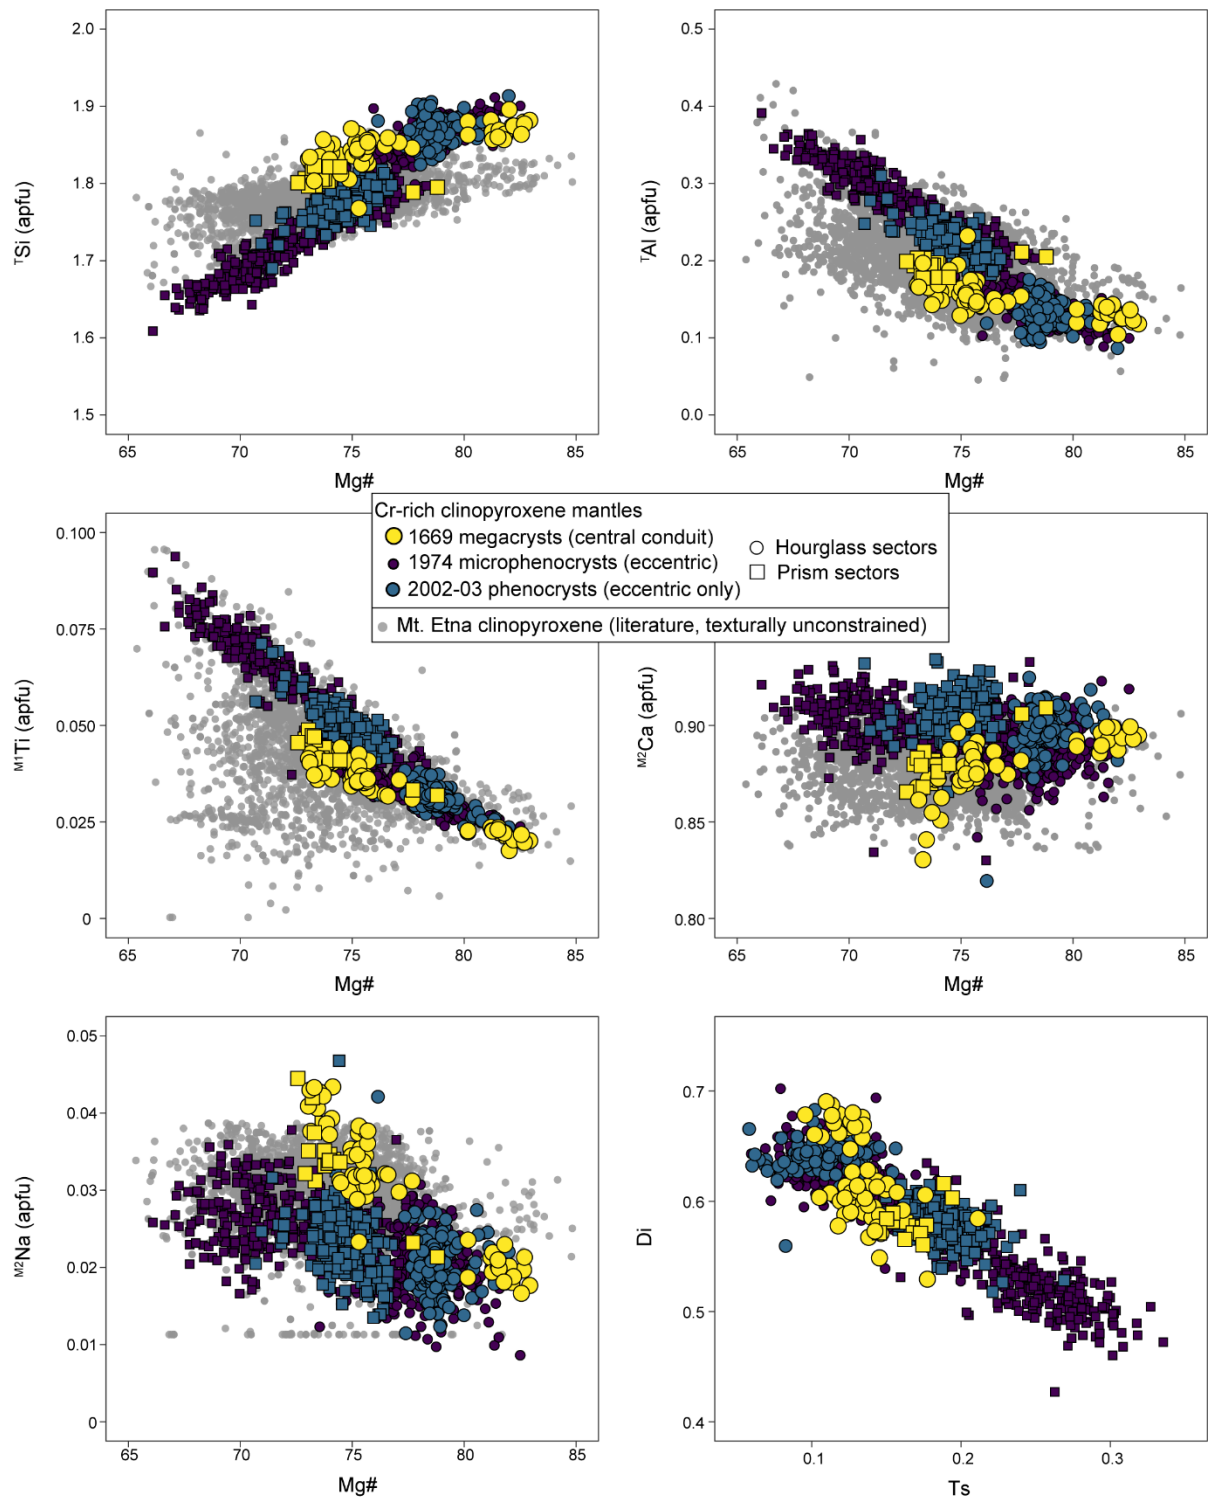 2.0
1.9
1.8
1.7
1.6
1.5
ᵀSi (apfu)
65 70 75 80 85
Mg#
0.5
0.4
0.3
0.2
0.1
0.0
ᵀAl (apfu)
65 70 75 80 85
Mg#
Cr-rich clinopyroxene mantles
1669 megacrysts (central conduit)
1974 microphenocrysts (eccentric)
2002-03 phenocrysts (eccentric only)
Hourglass sectors
Prism sectors
Mt. Etna clinopyroxene (literature, texturally unconstrained)
0.100
0.075
0.050
0.025
0
ᴹ¹Ti (apfu)
65 70 75 80 85
Mg#
0.90
0.85
0.80
ᴹ²Ca (apfu)
65 70 75 80 85
Mg#
0.05
0.04
0.03
0.02
0.01
0
ᴹ²Na (apfu)
65 70 75 80 85
Mg#
0.7
0.6
0.5
0.4
Di
0.1 0.2 0.3
Ts